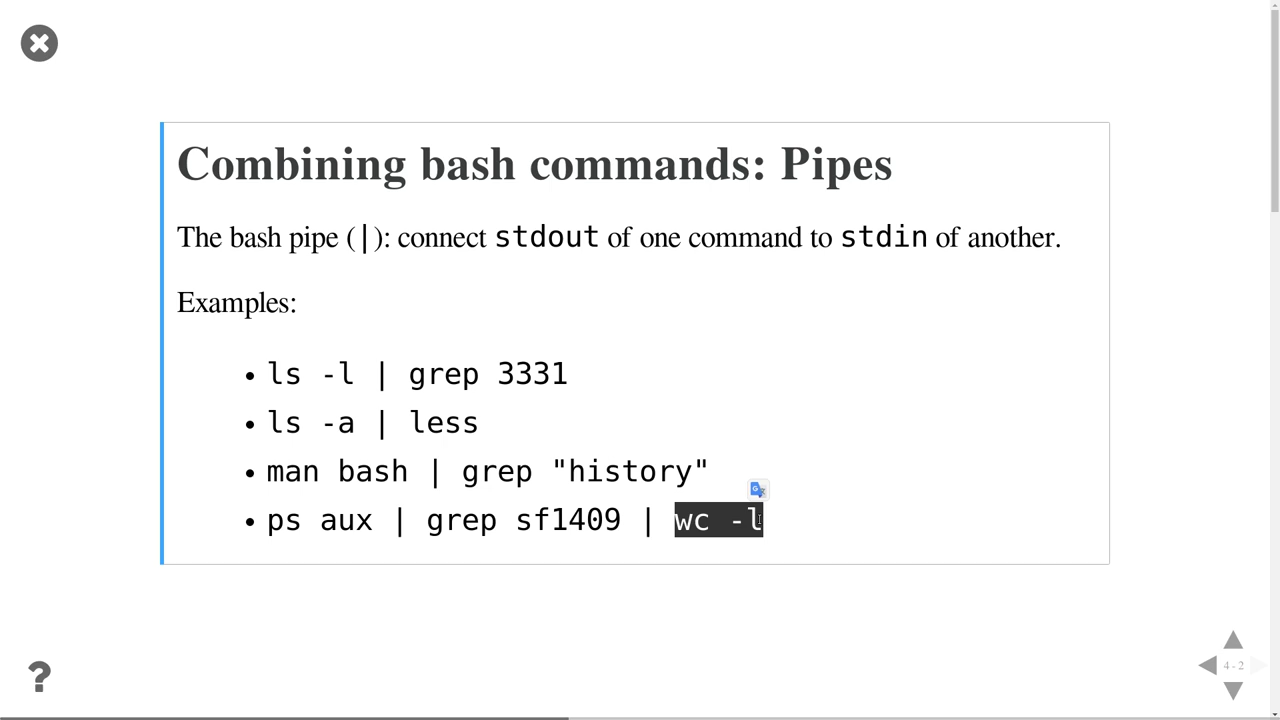 Combining bash commands: Pipes
The bash pipe (|): connect stdout of one command to stdin of another.
Examples:
• ls -l | grep 3331
• ls -a | less
• man bash | grep "history"
• ps aux | grep sf1409 | wc -l
?
4 - 2